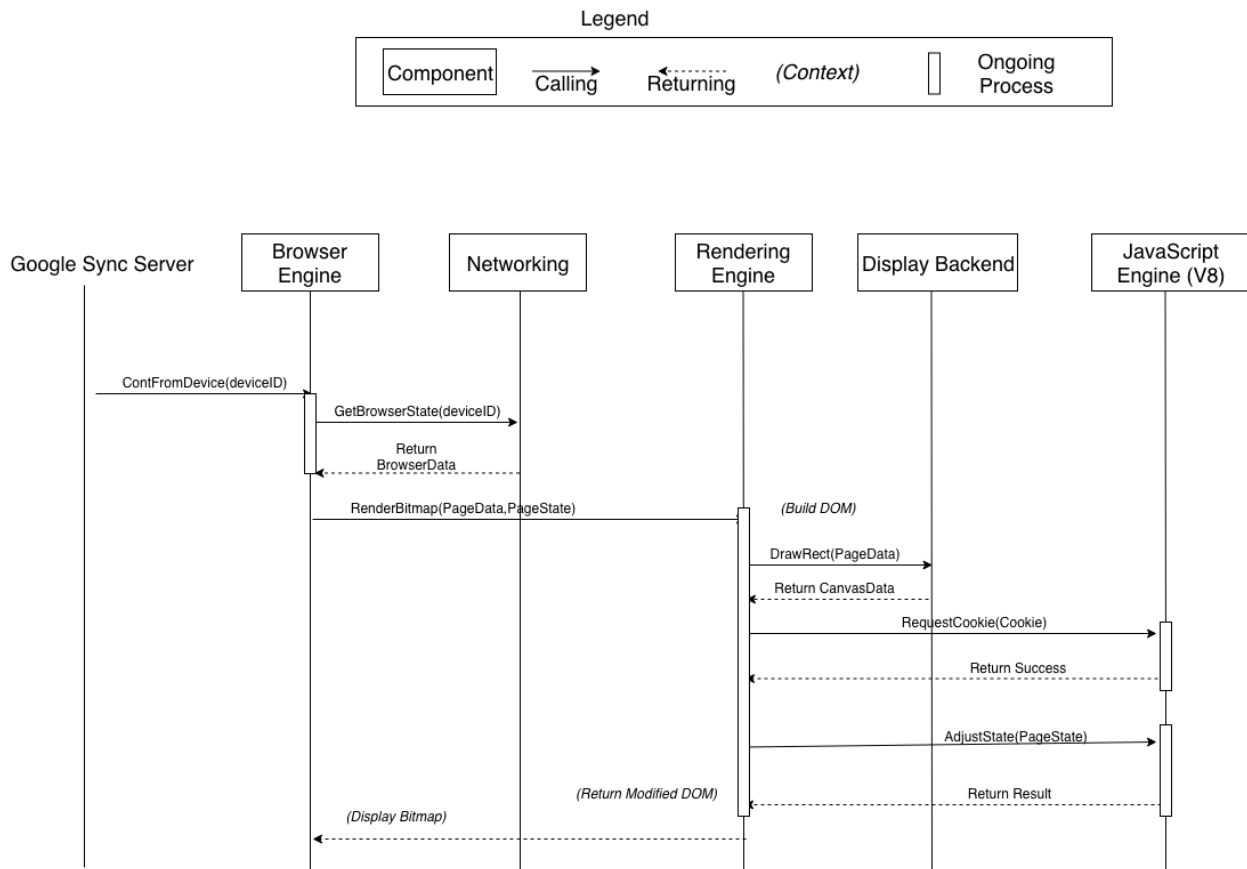 Legend
Component
Calling
Returning
(Context)
Ongoing
Process
Google Sync Server
Browser
Engine
Networking
Rendering
Engine
Display Backend
JavaScript
Engine (V8)
ContFromDevice(deviceID)
GetBrowserState(deviceID)
Return
BrowserData
RenderBitmap(PageData,PageState)
(Build DOM)
DrawRect(PageData)
Return CanvasData
RequestCookie(Cookie)
Return Success
AdjustState(PageState)
(Return Modified DOM)
Return Result
(Display Bitmap)